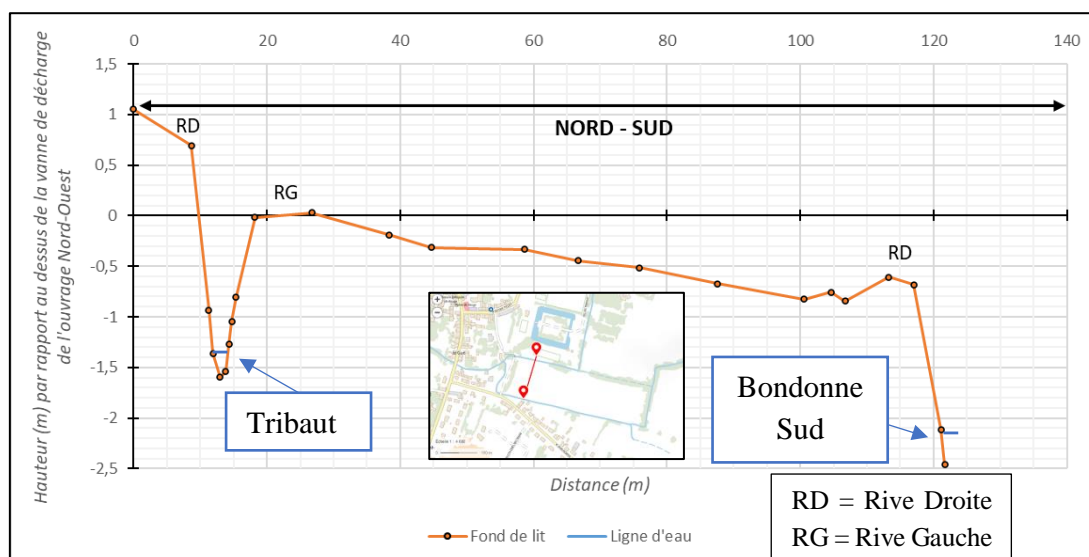 0 20 40 60 80 100 120 140
1,5
1
0,5
0
-0,5
-1
-1,5
-2
-2,5
Hauteur (m) par rapport au dessus de la vanne de décharge
de l'ouvrage Nord-Ouest
NORD - SUD
RD
RG
RD
Tribaut
Bondonne
Sud
Distance (m)
RD = Rive Droite
RG = Rive Gauche
Fond de lit
Ligne d'eau